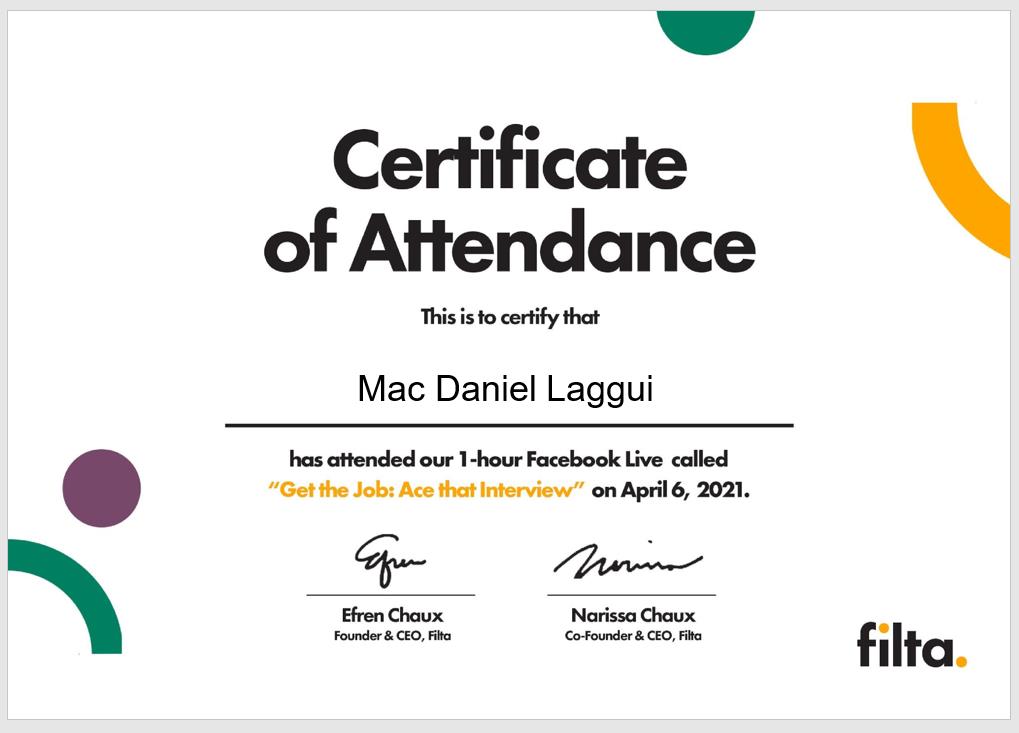 Certificate
of Attendance
This is to certify that
Mac Daniel Laggui
has attended our 1-hour Facebook Live called
“Get the Job: Ace that Interview” on April 6, 2021.
Efren
Narissa
Efren Chaux
Narissa Chaux
Founder & CEO, Filta
Co-Founder & CEO, Filta
filta.